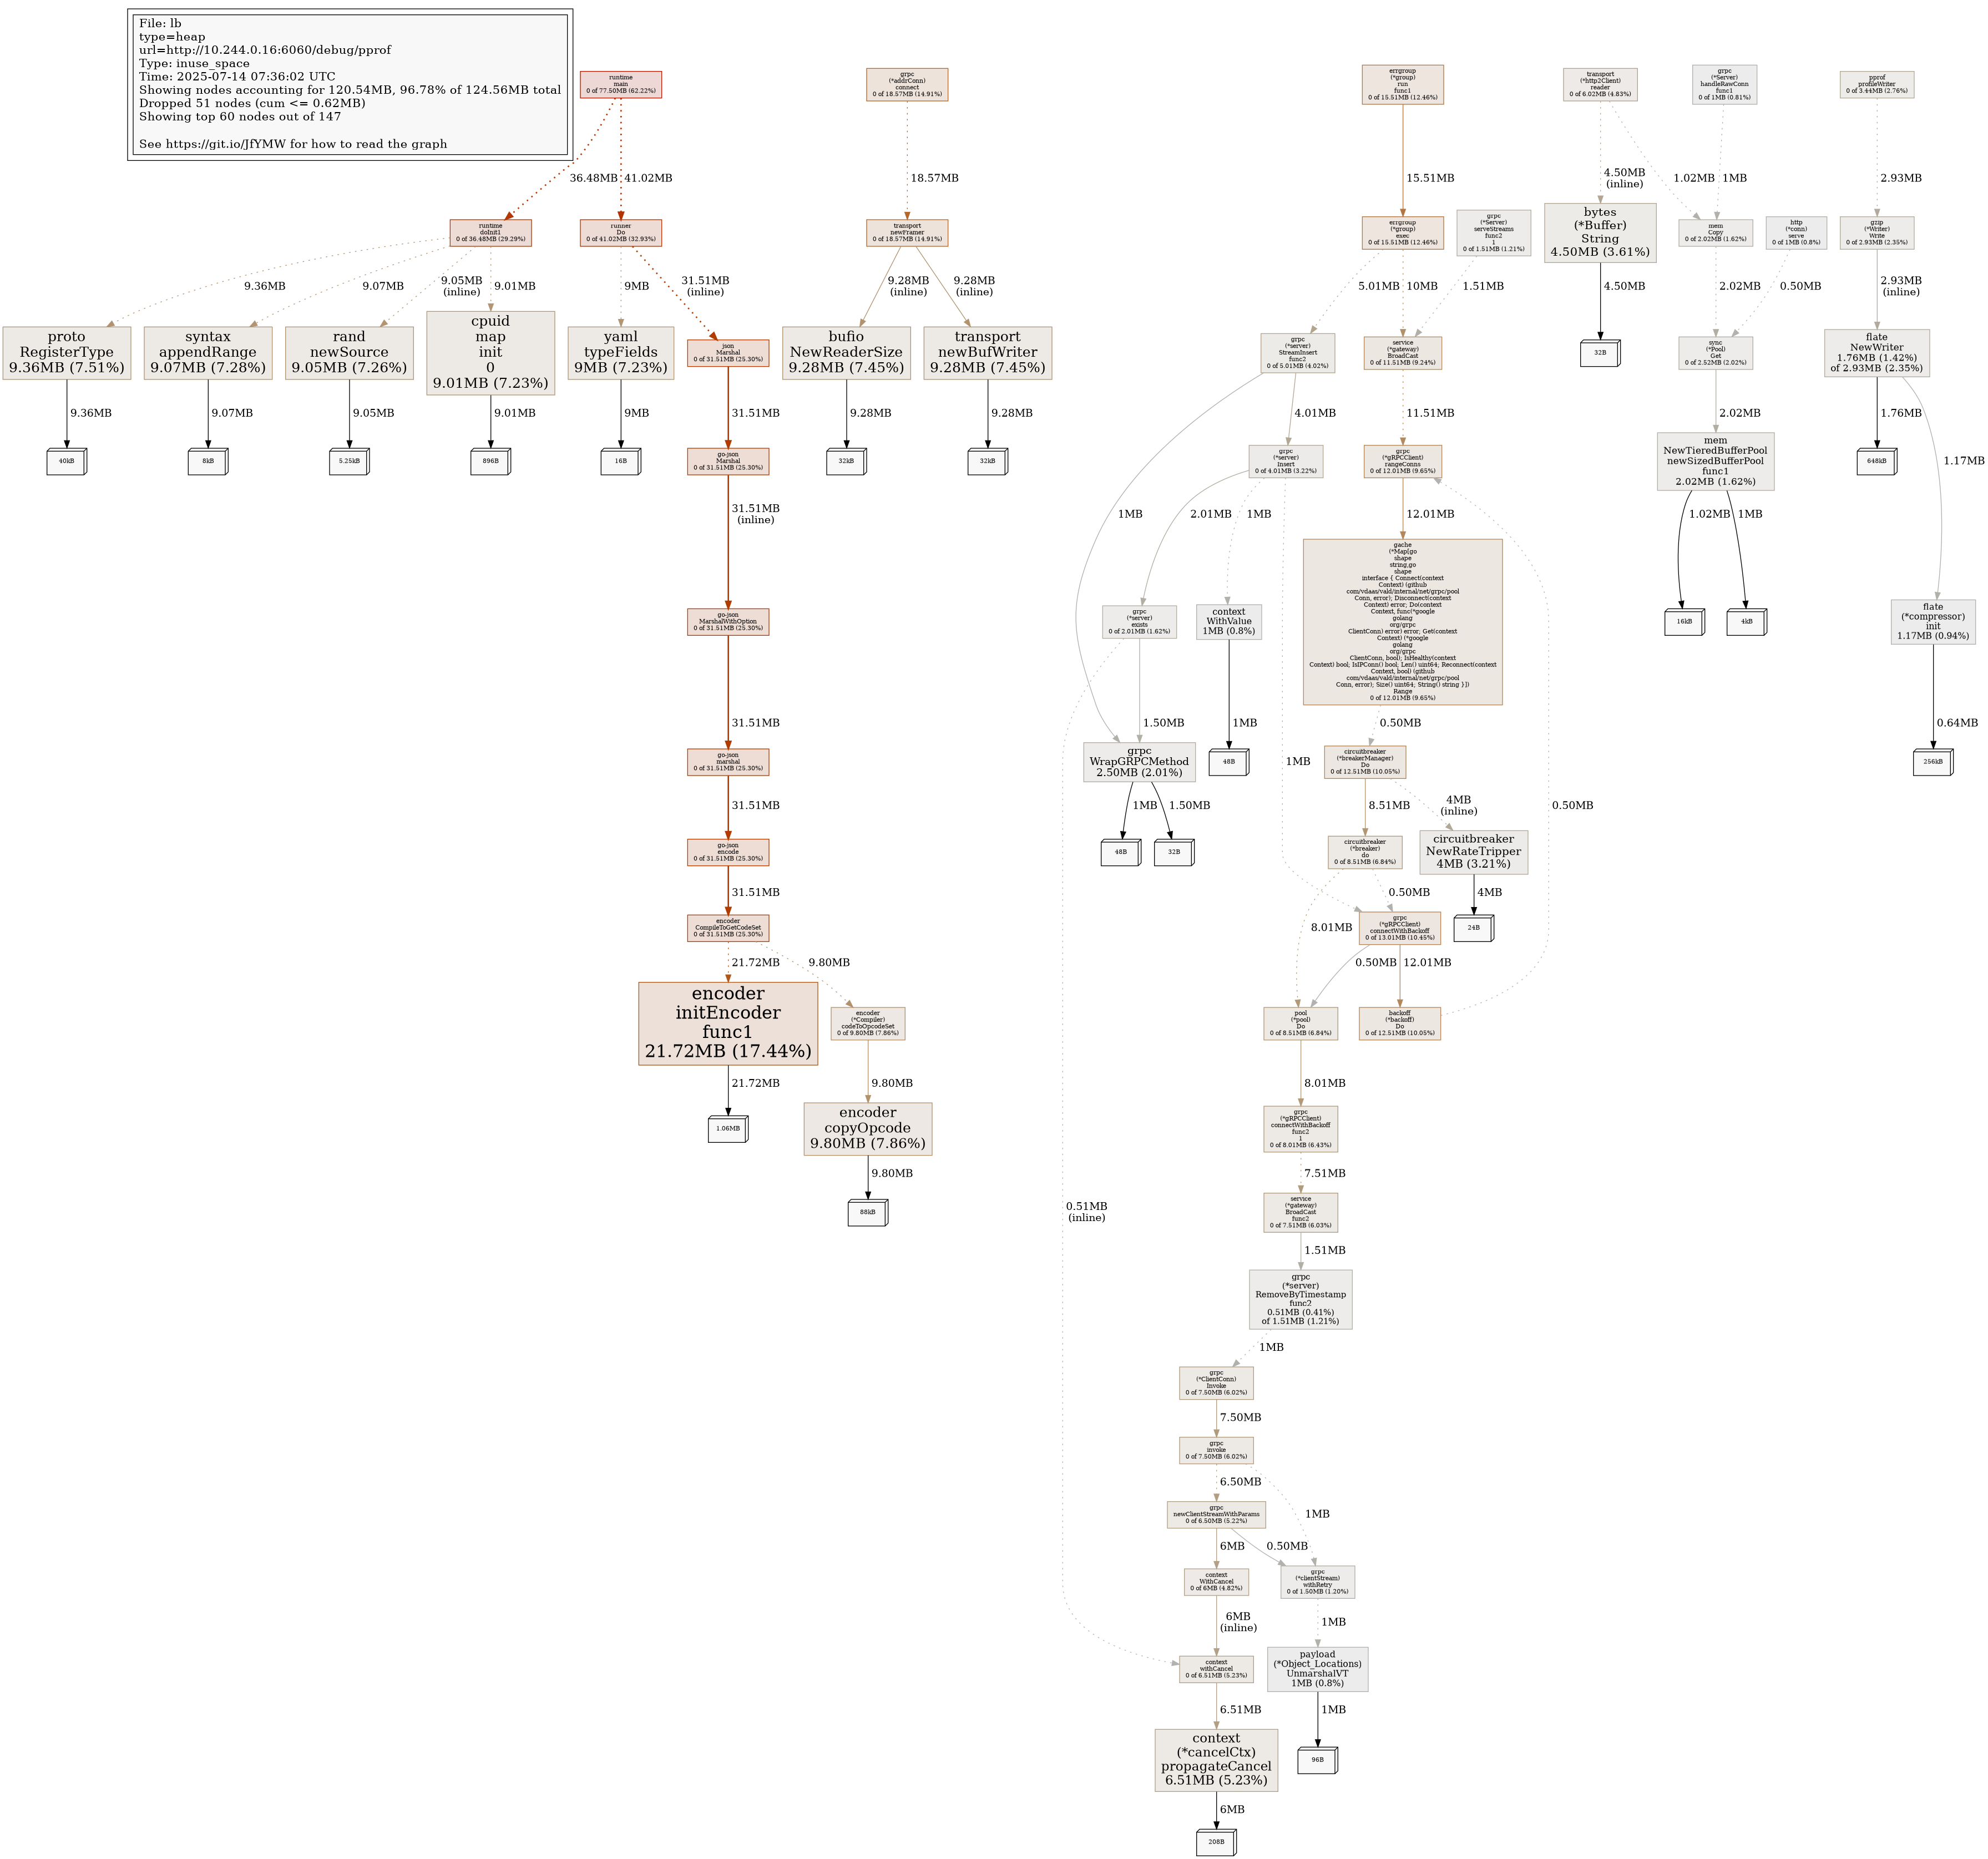 File: lb
type=heap
url=http://10.244.0.16:6060/debug/pprof
Type: inuse_space
Time: 2025-07-14 07:36:02 UTC
Showing nodes accounting for 120.54MB, 96.78% of 124.56MB total
Dropped 51 nodes (cum <= 0.62MB)
Showing top 60 nodes out of 147
See https://git.io/JfYMW for how to read the graph
runtime
main
0 of 77.50MB (62.22%)
grpc
(*addrConn)
connect
0 of 18.57MB (14.91%)
errgroup
(*group)
run
func1
0 of 15.51MB (12.46%)
transport
(*http2Client)
reader
0 of 6.02MB (4.83%)
grpc
(*Server)
handleRawConn
func1
0 of 1MB (0.81%)
pprof
profileWriter
0 of 3.44MB (2.76%)
36.48MB
41.02MB
18.57MB
15.51MB
4.50MB
(inline)
1.02MB
1MB
2.93MB
runtime
doInit1
0 of 36.48MB (29.29%)
runner
Do
0 of 41.02MB (32.93%)
transport
newFramer
0 of 18.57MB (14.91%)
errgroup
(*group)
exec
0 of 15.51MB (12.46%)
grpc
(*Server)
serveStreams
func2
1
0 of 1.51MB (1.21%)
bytes
(*Buffer)
String
4.50MB (3.61%)
mem
Copy
0 of 2.02MB (1.62%)
http
(*conn)
serve
0 of 1MB (0.8%)
gzip
(*Writer)
Write
0 of 2.93MB (2.35%)
9.36MB
9.07MB
9.05MB
(inline)
9.01MB
9MB
31.51MB
(inline)
9.28MB
(inline)
9.28MB
(inline)
5.01MB
10MB
1.51MB
4.50MB
2.02MB
0.50MB
2.93MB
(inline)
proto
RegisterType
9.36MB (7.51%)
syntax
appendRange
9.07MB (7.28%)
rand
newSource
9.05MB (7.26%)
cpuid
map
init
0
9.01MB (7.23%)
yaml
typeFields
9MB (7.23%)
json
Marshal
0 of 31.51MB (25.30%)
bufio
NewReaderSize
9.28MB (7.45%)
transport
newBufWriter
9.28MB (7.45%)
grpc
(*server)
StreamInsert
func2
0 of 5.01MB (4.02%)
service
(*gateway)
BroadCast
0 of 11.51MB (9.24%)
32B
sync
(*Pool)
Get
0 of 2.52MB (2.02%)
flate
NewWriter
1.76MB (1.42%)
of 2.93MB (2.35%)
9.36MB
9.07MB
9.05MB
9.01MB
9MB
31.51MB
9.28MB
9.28MB
4.01MB
11.51MB
2.02MB
1.76MB
40kB
8kB
5.25kB
896B
16B
go-json
Marshal
0 of 31.51MB (25.30%)
32kB
32kB
grpc
(*server)
Insert
0 of 4.01MB (3.22%)
grpc
(*gRPCClient)
rangeConns
0 of 12.01MB (9.65%)
mem
NewTieredBufferPool
newSizedBufferPool
func1
2.02MB (1.62%)
648kB
1.17MB
31.51MB
(inline)
1MB
2.01MB
1MB
12.01MB
1.02MB
1MB
gache
(*Map[go
shape
string,go
shape
interface { Connect(context
Context) (github
com/vdaas/vald/internal/net/grpc/pool
Conn, error); Disconnect(context
Context) error; Do(context
Context, func(*google
golang
org/grpc
ClientConn) error) error; Get(context
Context) (*google
golang
org/grpc
ClientConn, bool); IsHealthy(context
Context) bool; IsIPConn() bool; Len() uint64; Reconnect(context
Context, bool) (github
com/vdaas/vald/internal/net/grpc/pool
Conn, error); Size() uint64; String() string }])
Range
0 of 12.01MB (9.65%)
go-json
MarshalWithOption
0 of 31.51MB (25.30%)
grpc
(*server)
exists
0 of 2.01MB (1.62%)
context
WithValue
1MB (0.8%)
16kB
4kB
flate
(*compressor)
init
1.17MB (0.94%)
31.51MB
1.50MB
1MB
0.50MB
0.64MB
go-json
marshal
0 of 31.51MB (25.30%)
grpc
WrapGRPCMethod
2.50MB (2.01%)
48B
1MB
circuitbreaker
(*breakerManager)
Do
0 of 12.51MB (10.05%)
256kB
31.51MB
1MB
1.50MB
8.51MB
4MB
(inline)
0.50MB
go-json
encode
0 of 31.51MB (25.30%)
48B
32B
circuitbreaker
(*breaker)
do
0 of 8.51MB (6.84%)
circuitbreaker
NewRateTripper
4MB (3.21%)
31.51MB
0.50MB
4MB
encoder
CompileToGetCodeSet
0 of 31.51MB (25.30%)
8.01MB
grpc
(*gRPCClient)
connectWithBackoff
0 of 13.01MB (10.45%)
24B
21.72MB
9.80MB
0.50MB
12.01MB
encoder
initEncoder
func1
21.72MB (17.44%)
encoder
(*Compiler)
codeToOpcodeSet
0 of 9.80MB (7.86%)
pool
(*pool)
Do
0 of 8.51MB (6.84%)
backoff
(*backoff)
Do
0 of 12.51MB (10.05%)
21.72MB
9.80MB
8.01MB
1.06MB
encoder
copyOpcode
9.80MB (7.86%)
grpc
(*gRPCClient)
connectWithBackoff
func2
1
0 of 8.01MB (6.43%)
9.80MB
7.51MB
88kB
0.51MB
(inline)
service
(*gateway)
BroadCast
func2
0 of 7.51MB (6.03%)
1.51MB
grpc
(*server)
RemoveByTimestamp
func2
0.51MB (0.41%)
of 1.51MB (1.21%)
1MB
grpc
(*ClientConn)
Invoke
0 of 7.50MB (6.02%)
7.50MB
grpc
invoke
0 of 7.50MB (6.02%)
6.50MB
1MB
grpc
newClientStreamWithParams
0 of 6.50MB (5.22%)
6MB
0.50MB
context
WithCancel
0 of 6MB (4.82%)
grpc
(*clientStream)
withRetry
0 of 1.50MB (1.20%)
6MB
(inline)
1MB
context
withCancel
0 of 6.51MB (5.23%)
payload
(*Object_Locations)
UnmarshalVT
1MB (0.8%)
6.51MB
1MB
context
(*cancelCtx)
propagateCancel
6.51MB (5.23%)
96B
6MB
208B